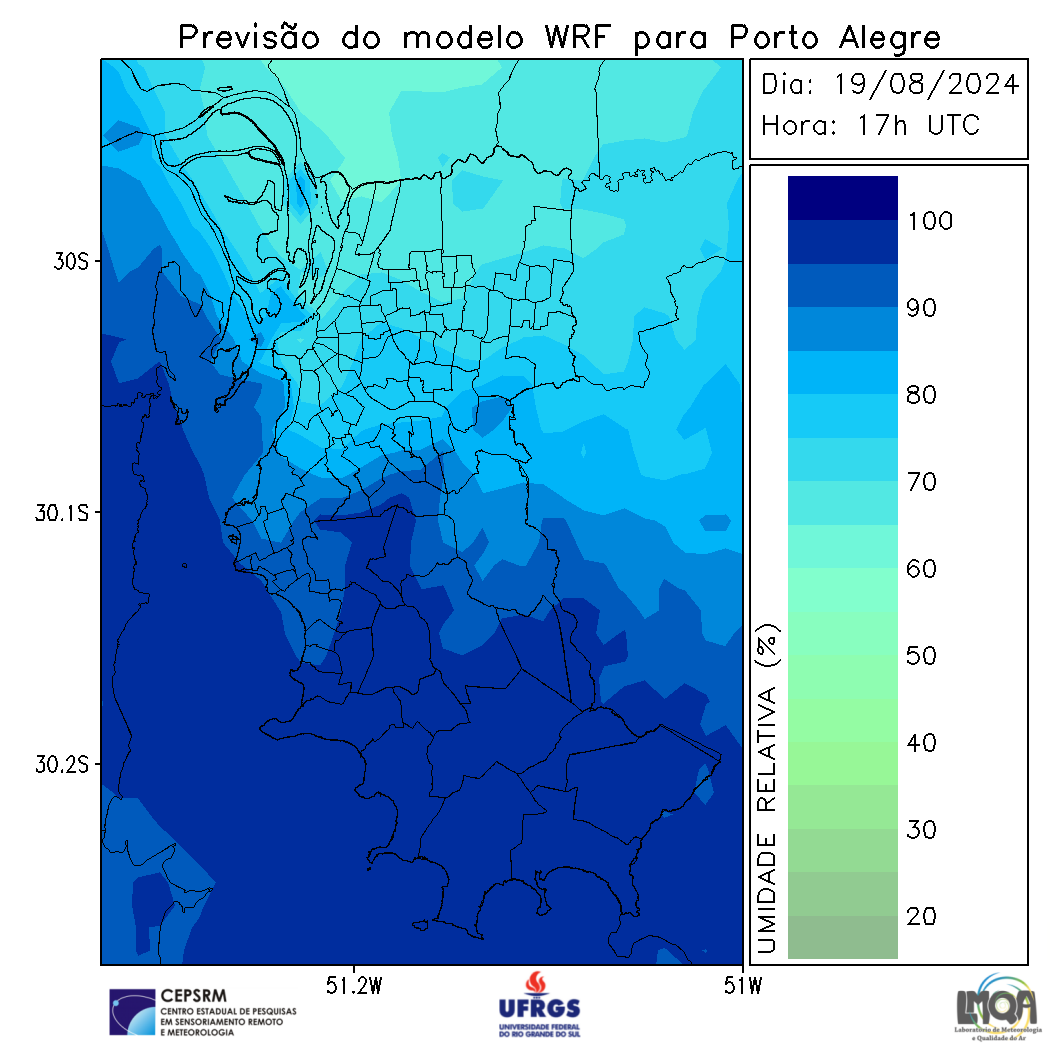 Previsão do modelo WRF para Porto Alegre
Dia: 19/08/2024
Hora: 17h UTC
30S
30.1S
30.2S
51.2W
51W
100
90
80
70
60
50
40
30
20
UMIDADE RELATIVA (%)
CEPSRM
CENTRO ESTADUAL DE PESQUISAS
EM SENSORIAMENTO REMOTO
E METEOROLOGIA
UFRGS
UNIVERSIDADE FEDERAL
DO RIO GRANDE DO SUL
LMQA
Laboratório de Meteorologia
e Qualidade do Ar